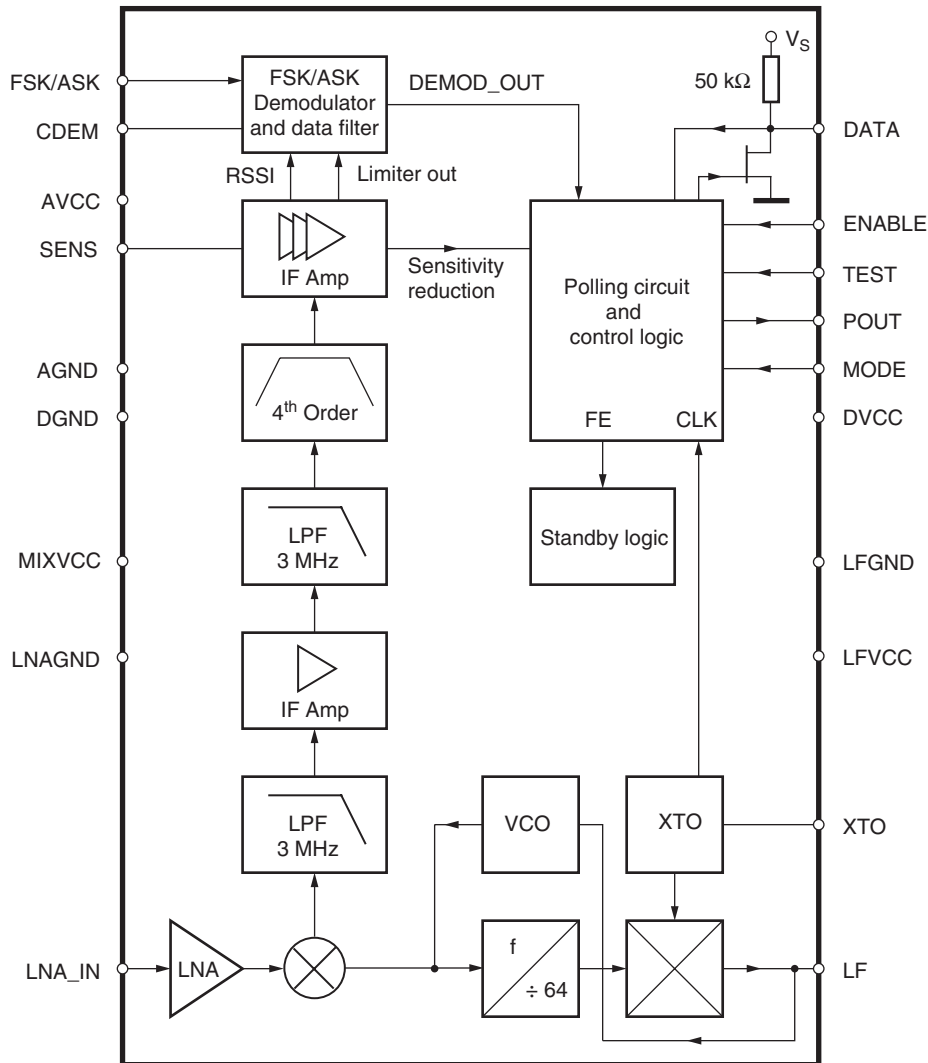 V_S
FSK/ASK
FSK/ASK
Demodulator
and data filter
DEMOD_OUT
50 kΩ
CDEM
DATA
RSSI
Limiter out
AVCC
SENS
IF Amp
Sensitivity
reduction
Polling circuit
and
control logic
ENABLE
TEST
POUT
MODE
AGND
DGND
4th Order
FE
CLK
DVCC
LPF
3 MHz
Standby logic
MIXVCC
LFGND
LNAGND
IF Amp
LFVCC
LPF
3 MHz
VCO
XTO
XTO
LNA_IN
LNA
f
÷ 64
LF